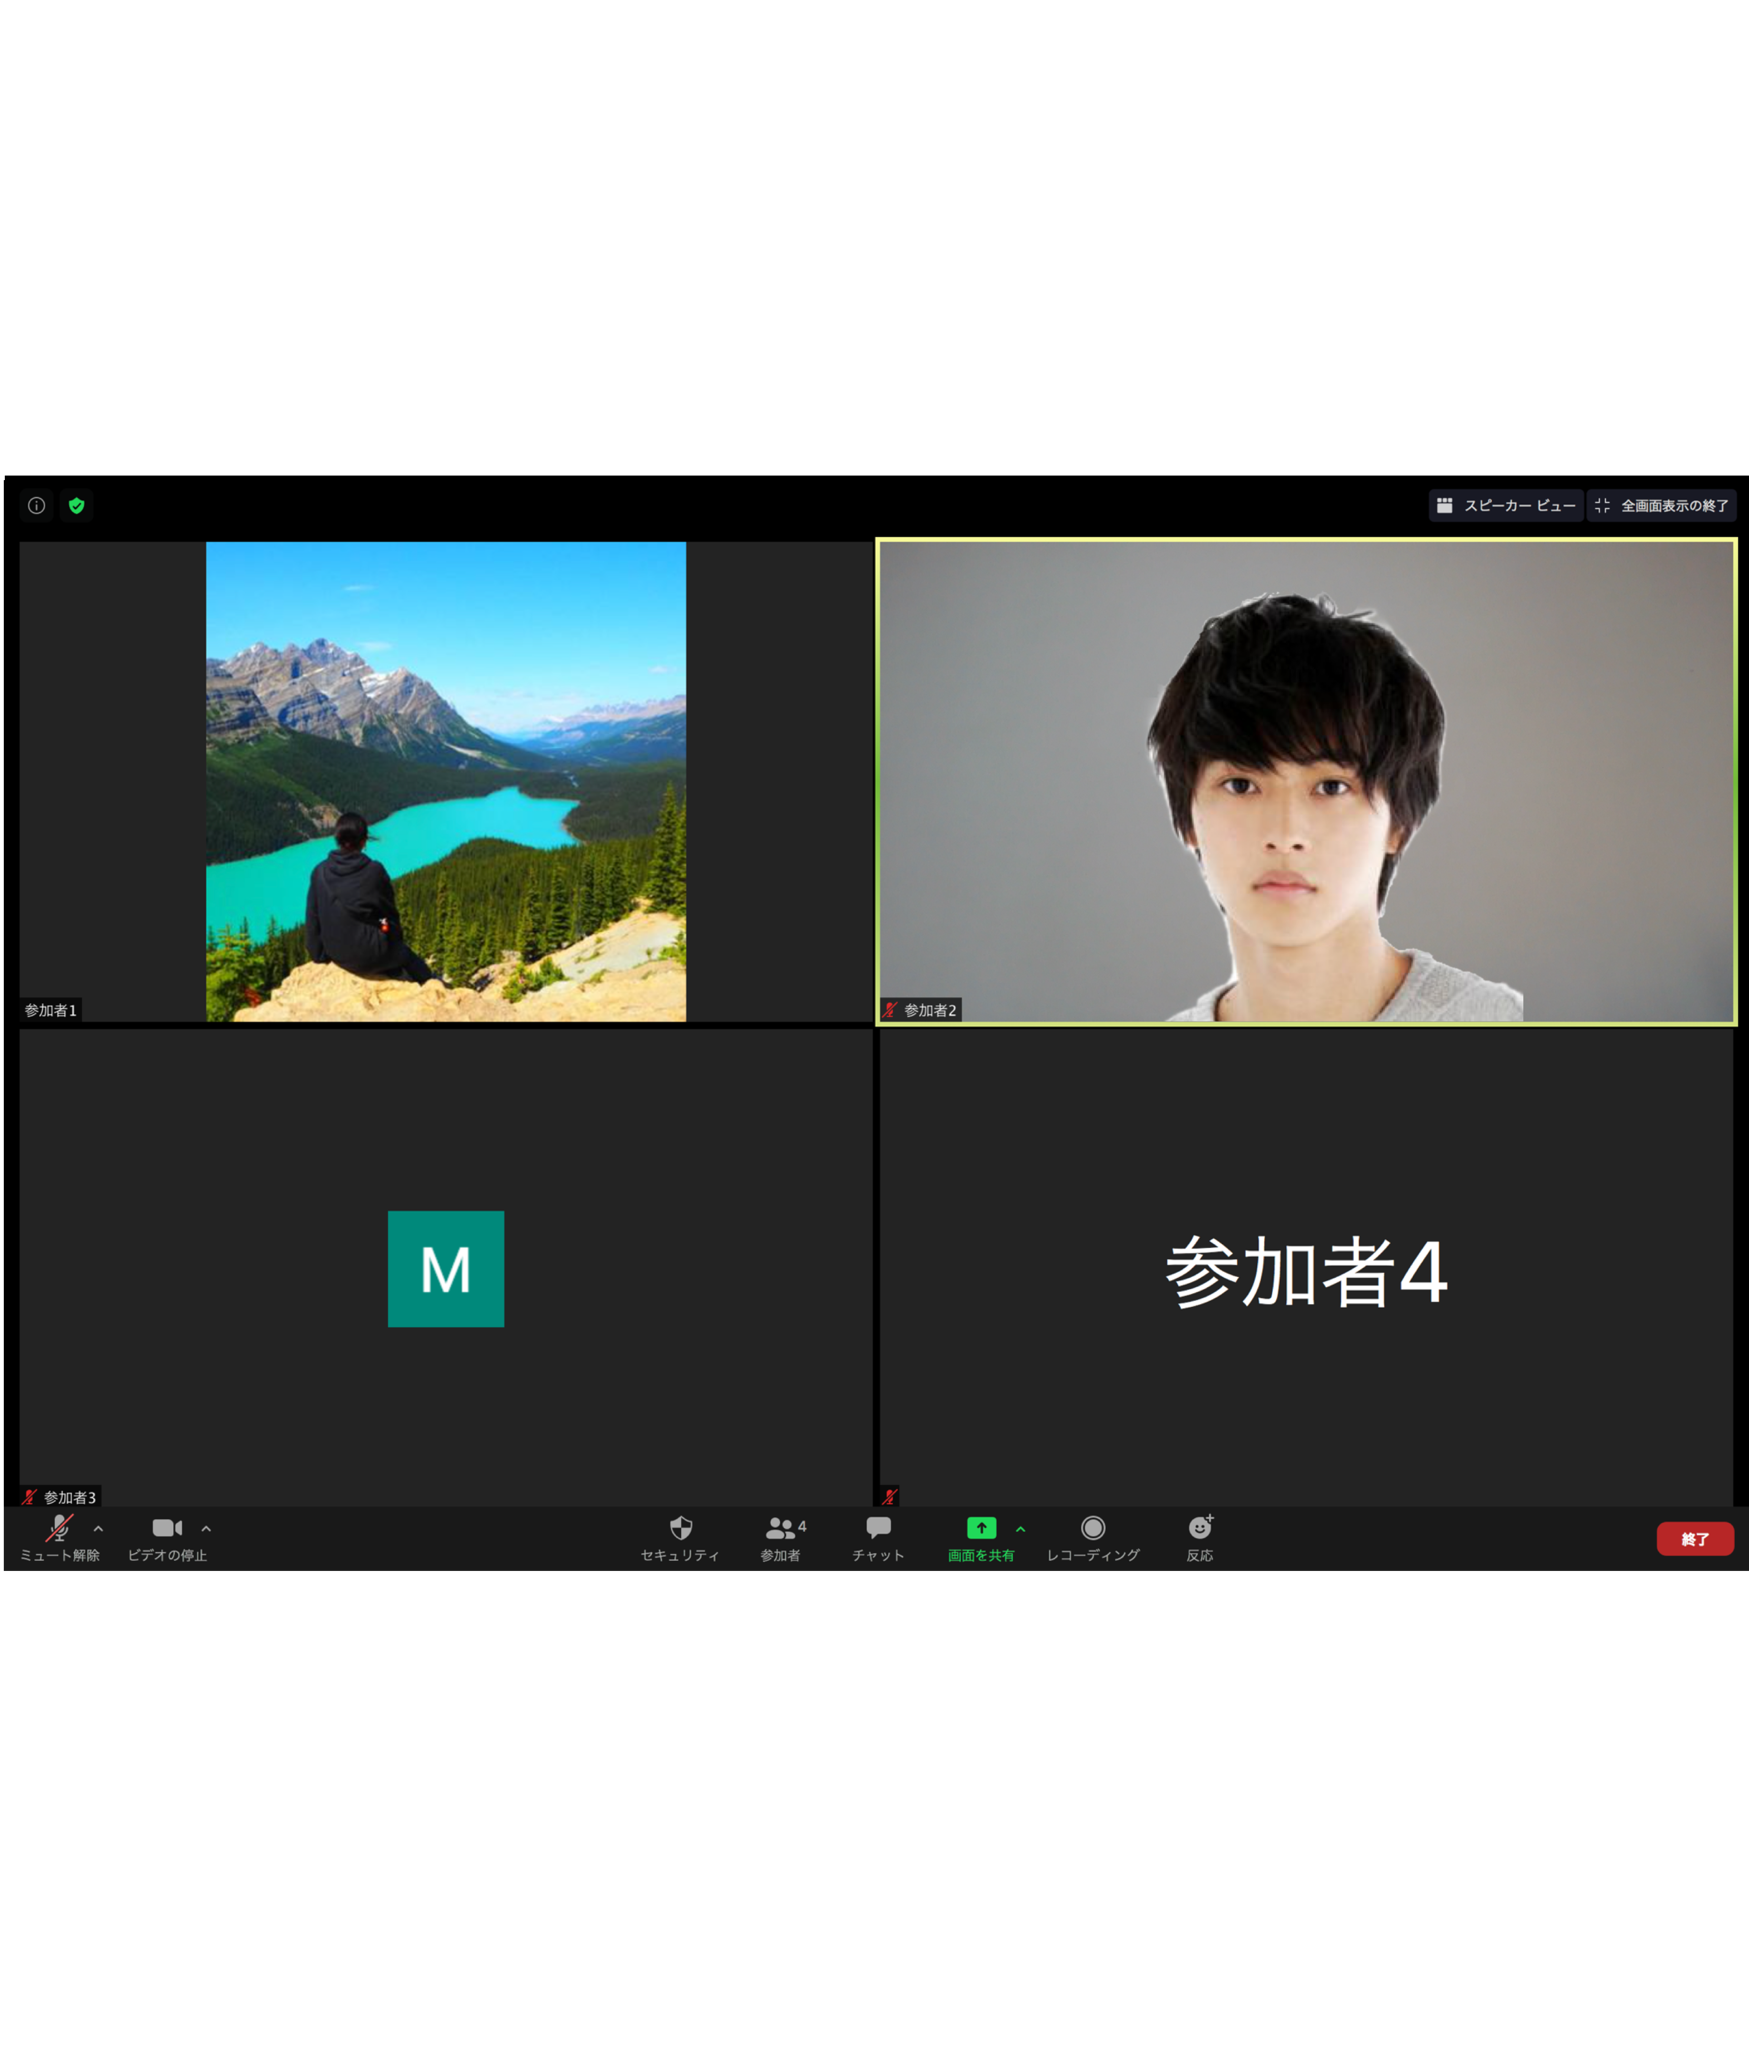 スピーカー ビュー
全画面表示の終了
参加者1
参加者2
M
参加者4
参加者3
ミュート解除
ビデオの停止
セキュリティ
4
参加者
チャット
画面を共有
レコーディング
反応
終了